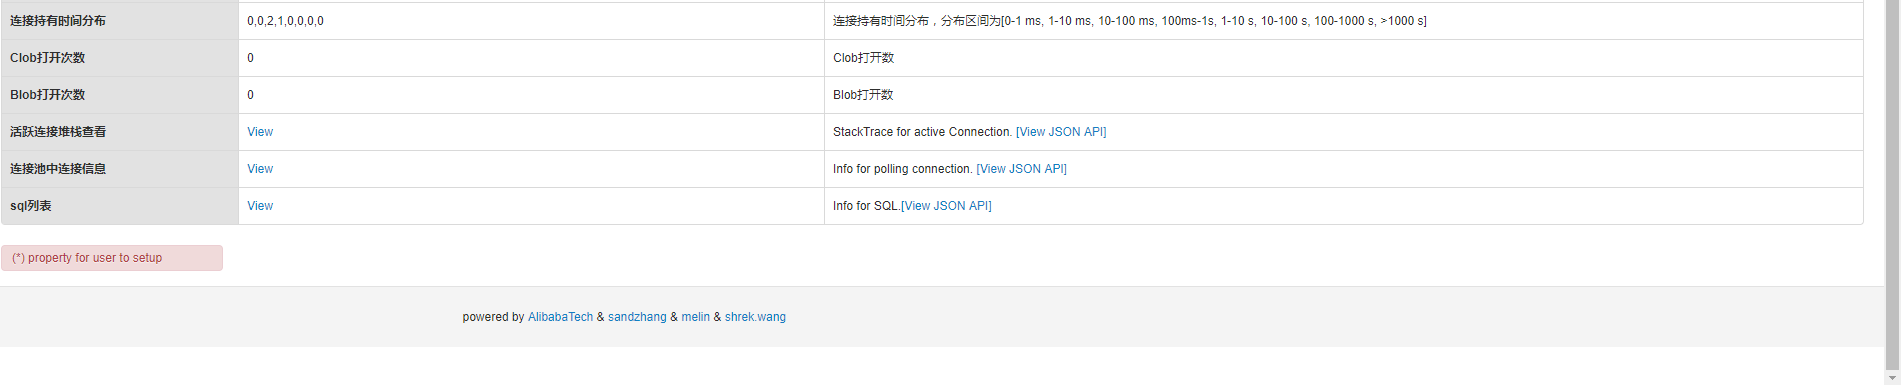 连接持有时间分布 0,0,2,1,0,0,0,0 连接持有时间分布，分布区间为[0-1 ms, 1-10 ms, 10-100 ms, 100ms-1s, 1-10 s, 10-100 s, 100-1000 s, >1000 s]
Clob打开次数 0 Clob打开数
Blob打开次数 0 Blob打开数
活跃连接堆栈查看 View StackTrace for active Connection. [View JSON API]
连接池中连接信息 View Info for polling connection. [View JSON API]
sql列表 View Info for SQL.[View JSON API]
(*) property for user to setup
powered by AlibabaTech & sandzhang & melin & shrek.wang